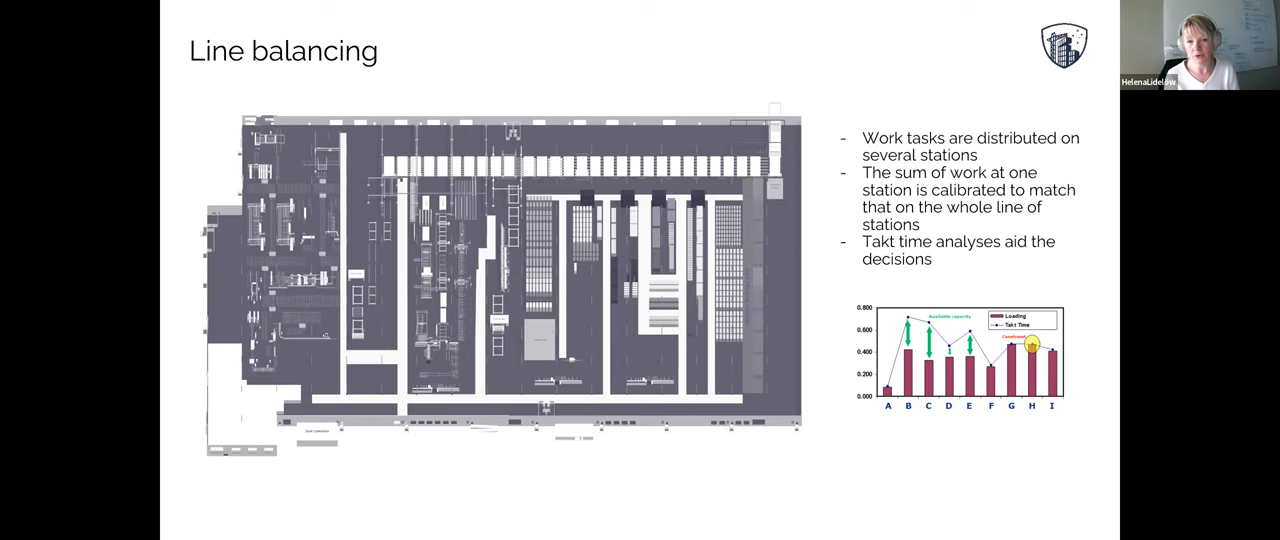 Line balancing
HelenaLidelöw
- Work tasks are distributed on
several stations
- The sum of work at one
station is calibrated to match
that on the whole line of
stations
- Takt time analyses aid the
decisions
0.800
0.600
0.400
0.200
0.000
Available capacity
Loading
Takt Time
Constraint
A B C D E F G H I